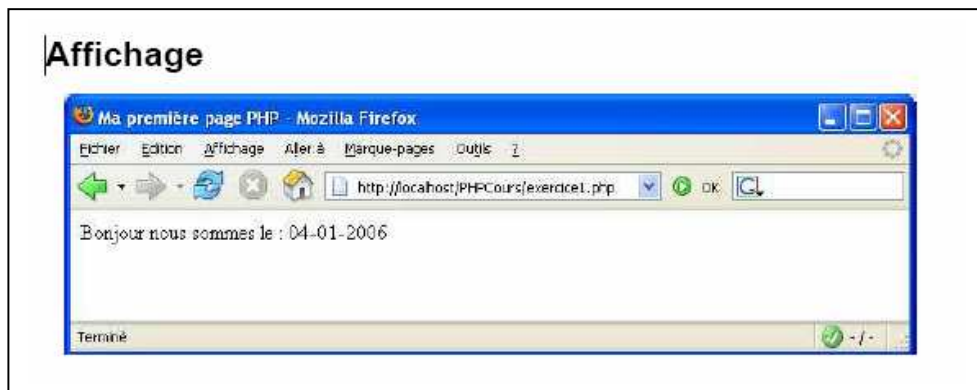 Affichage
Ma première page PHP - Mozilla Firefox
Fichier Edition Affichage Aller à Marque-pages Outils ?
http://localhost/PHPCours/exercice1.php OK G
Bonjour nous sommes le : 04-01-2006
Terminé - / -